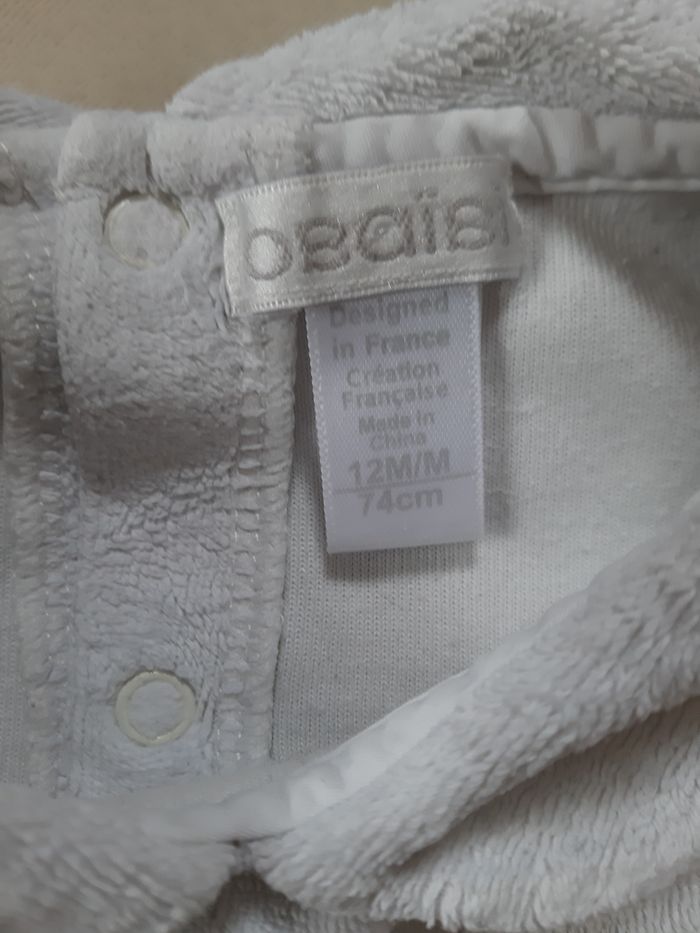 obaïbi
Designed
in France
Création
Française
Made in
China
12M/M
74cm